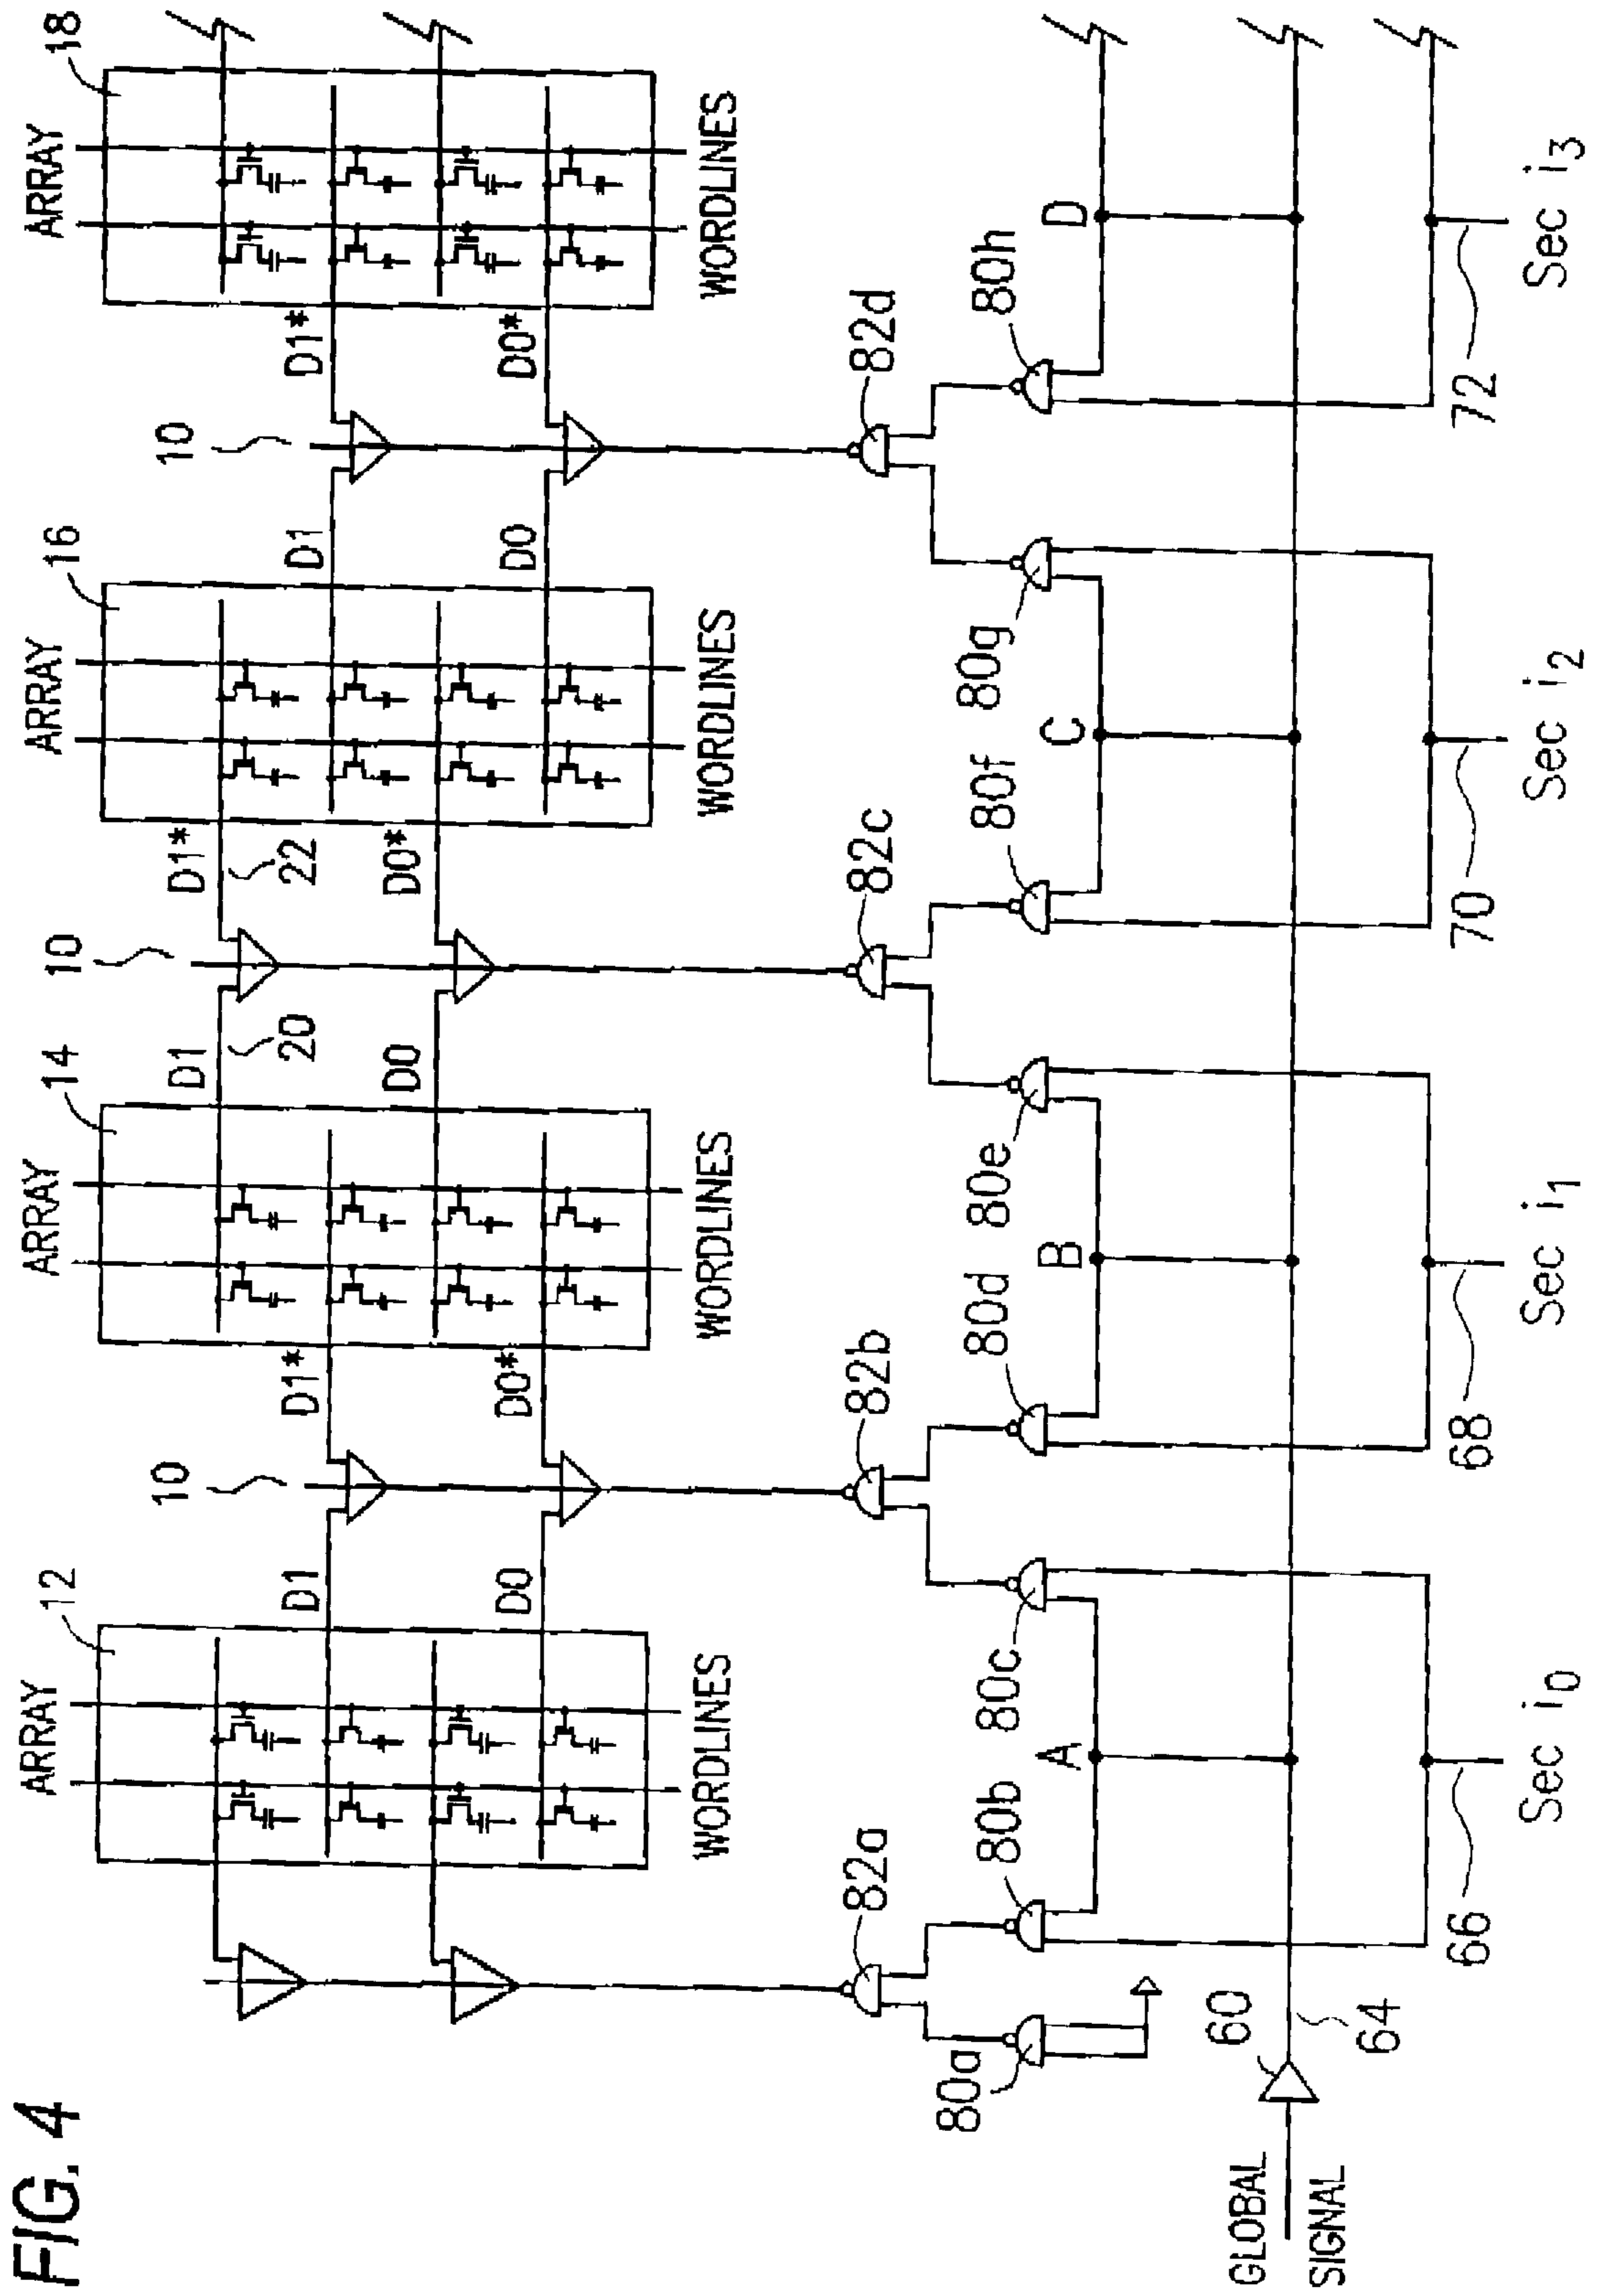 FIG. 4
ARRAY
12
ARRAY
14
ARRAY
16
ARRAY
18
10
D1
D1*
10
D1
D1*
20
22
10
D1
D1*
D0
D0*
D0
D0*
D0
D0*
WORDLINES
WORDLINES
WORDLINES
WORDLINES
82a
82b
82c
82d
80a
80b
A
80c
80d
B
80e
80f
C
80g
80h
D
GLOBAL
SIGNAL
60
64
66
68
70
72
Sec i0
Sec i1
Sec i2
Sec i3